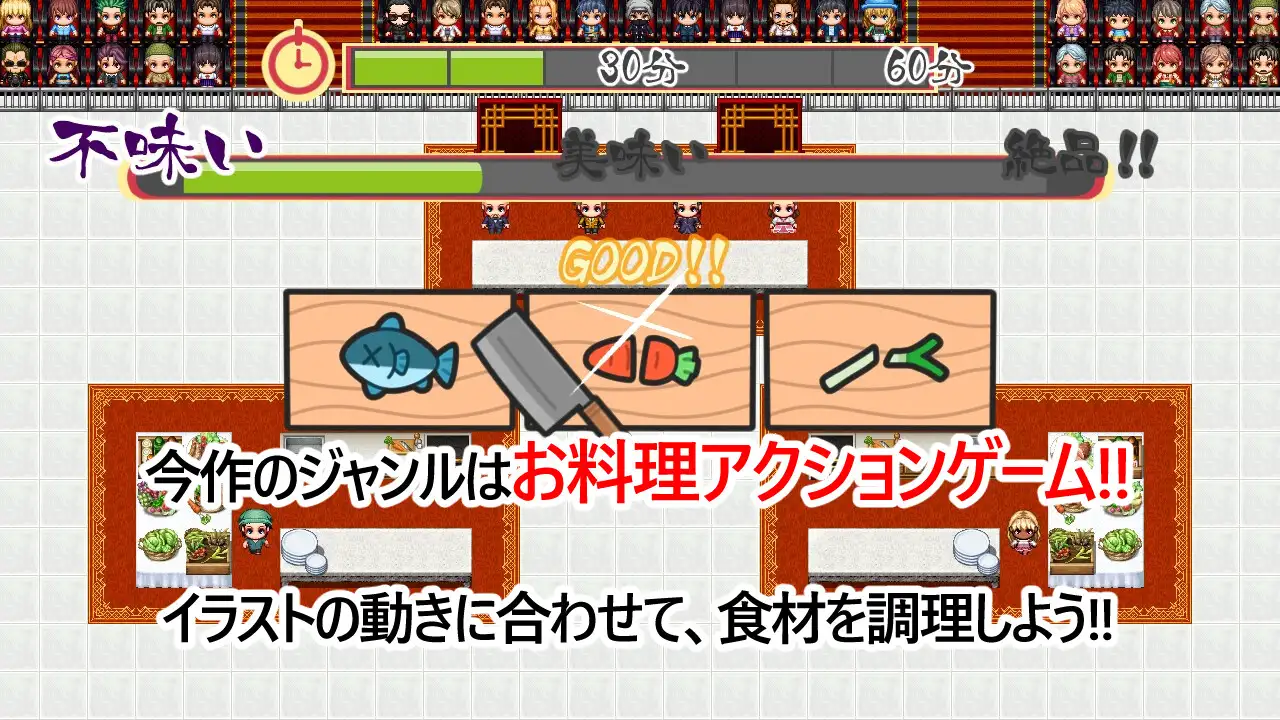 30分 60分
不味い 美味い 絶品!!
GOOD!!
今作のジャンルはお料理アクションゲーム!!
イラストの動きに合わせて、食材を調理しよう!!